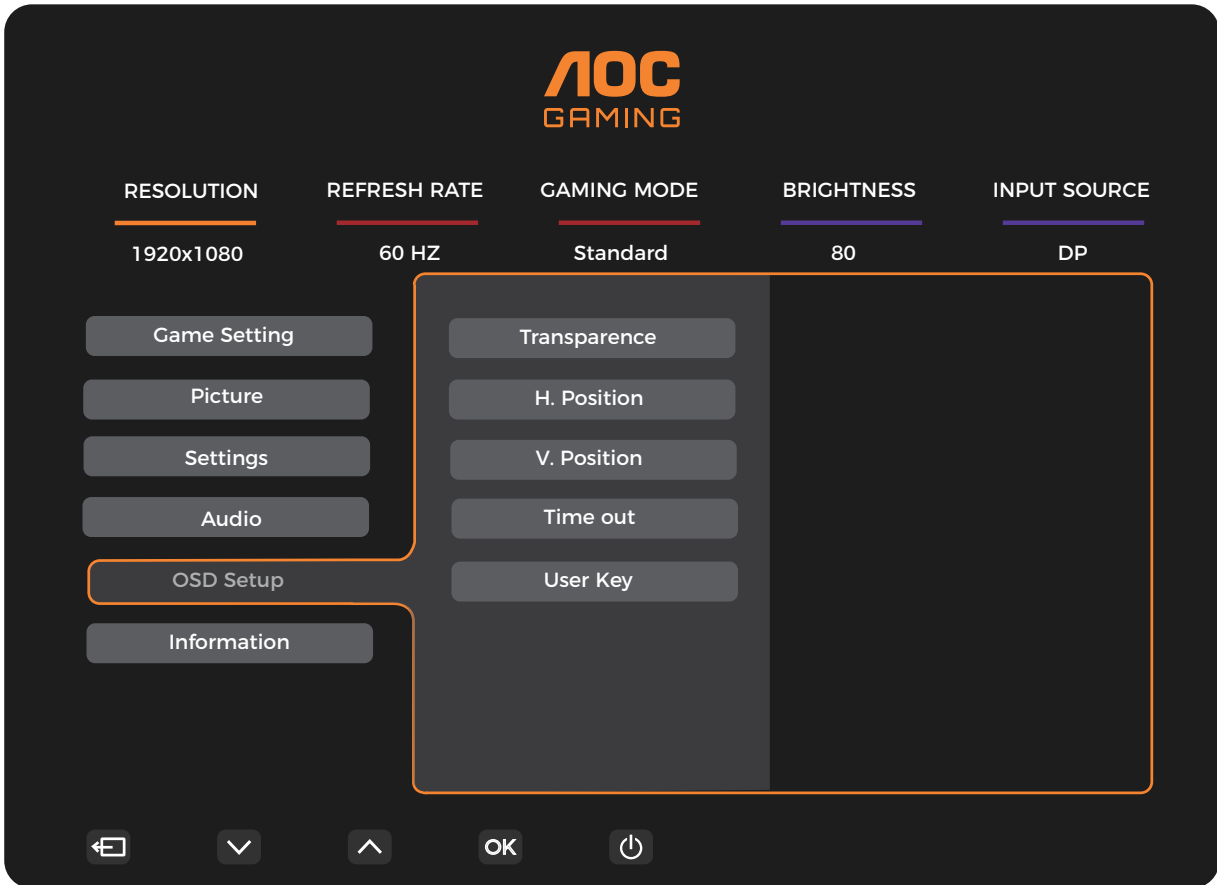 AOC
GAMING
RESOLUTION REFRESH RATE GAMING MODE BRIGHTNESS INPUT SOURCE
1920x1080 60 HZ Standard 80 DP
Game Setting Transparence
Picture H. Position
Settings V. Position
Audio Time out
OSD Setup User Key
Information
OK